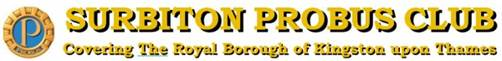 P
SURBITON PROBUS CLUB
Covering The Royal Borough of Kingston upon Thames